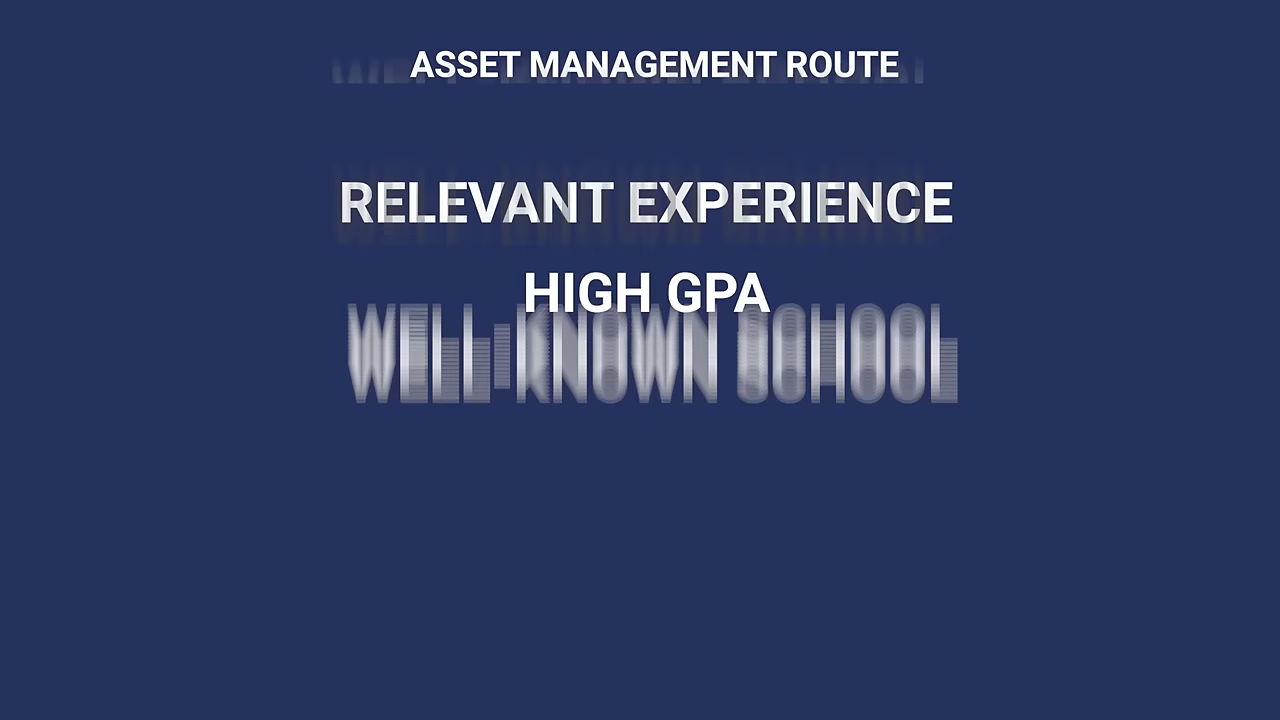 ASSET MANAGEMENT ROUTE
RELEVANT EXPERIENCE
HIGH GPA
WELL-KNOWN SCHOOL